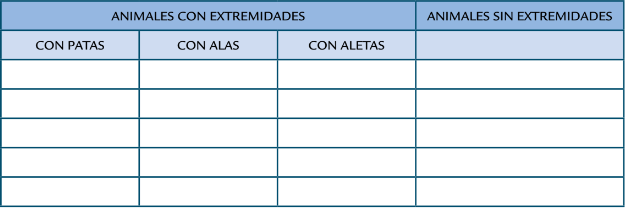 ANIMALES CON EXTREMIDADES ANIMALES SIN EXTREMIDADES
CON PATAS CON ALAS CON ALETAS